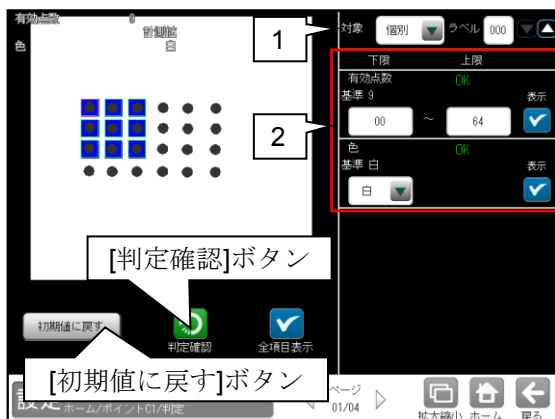 有効点数 0
計測値
色 白
1
対象 個別 ラベル 000
下限 上限
有効点数 OK
基準 9 表示
00 ～ 64
2
色 OK
基準 白 表示
白
[判定確認]ボタン
初期値に戻す
判定確認 全項目表示
[初期値に戻す]ボタン
設定 ホーム/ポイントC1/判定
ページ
01/04
拡大縮小 ホーム 戻る